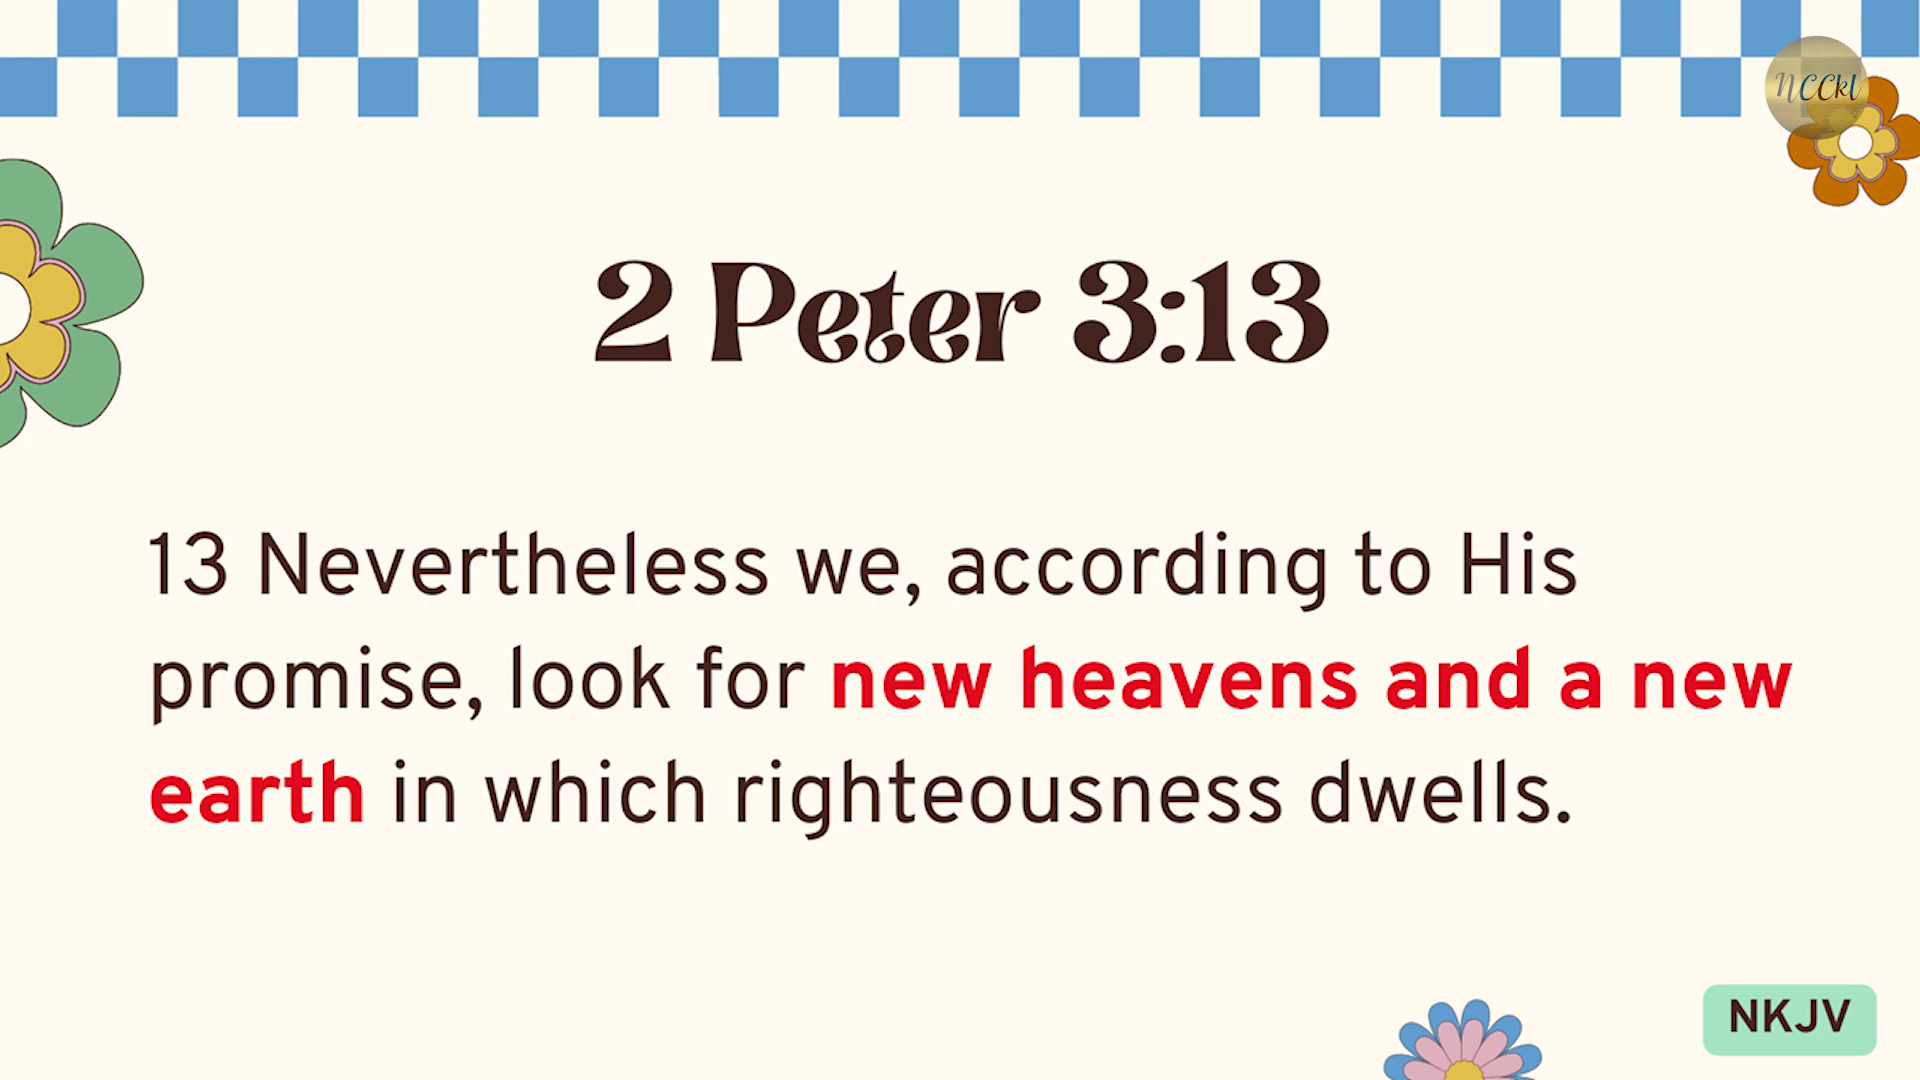 NCCkl
2 Peter 3:13
13 Nevertheless we, according to His
promise, look for new heavens and a new
earth in which righteousness dwells.
NKJV